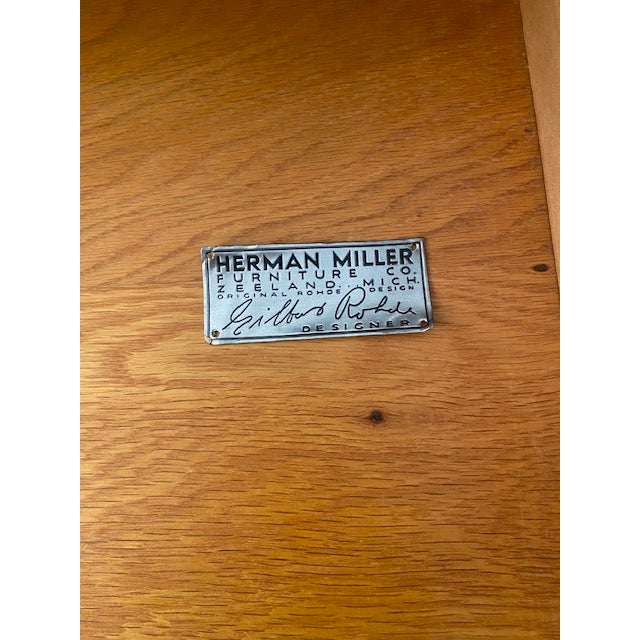 HERMAN MILLER
FURNITURE CO.
ZEELAND, MICH.
ORIGINAL ROHDE DESIGN
Gilbert Rohde
DESIGNER